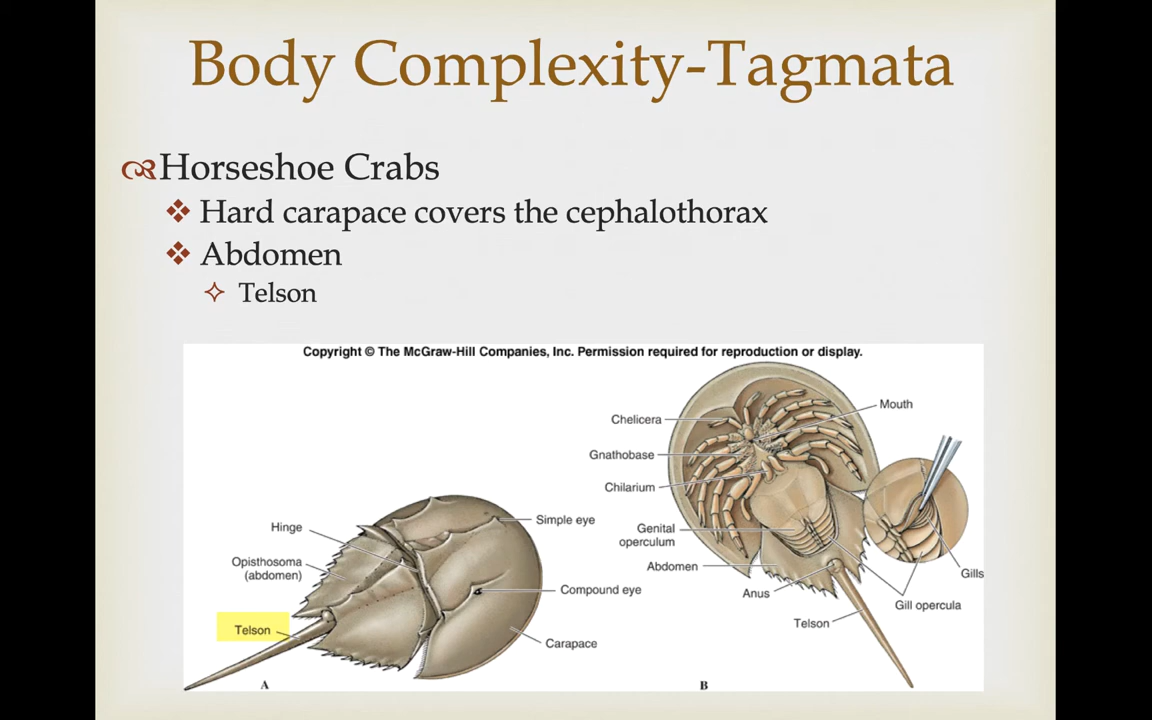 Body Complexity-Tagmata
Horseshoe Crabs
Hard carapace covers the cephalothorax
Abdomen
Telson
Copyright © The McGraw-Hill Companies, Inc. Permission required for reproduction or display.
Hinge
Opisthosoma
(abdomen)
Telson
Simple eye
Compound eye
Carapace
A
Chelicera
Gnathobase
Chilarium
Genital
operculum
Abdomen
Anus
Telson
Mouth
Gills
Gill opercula
B